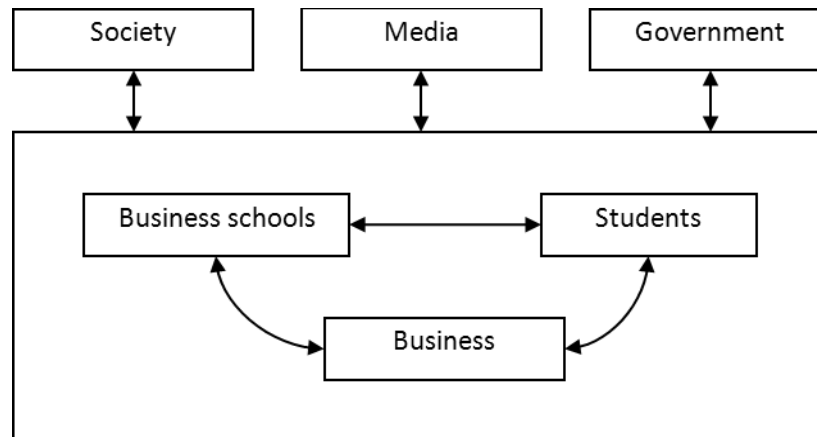 Society
Media
Government
Business schools
Students
Business